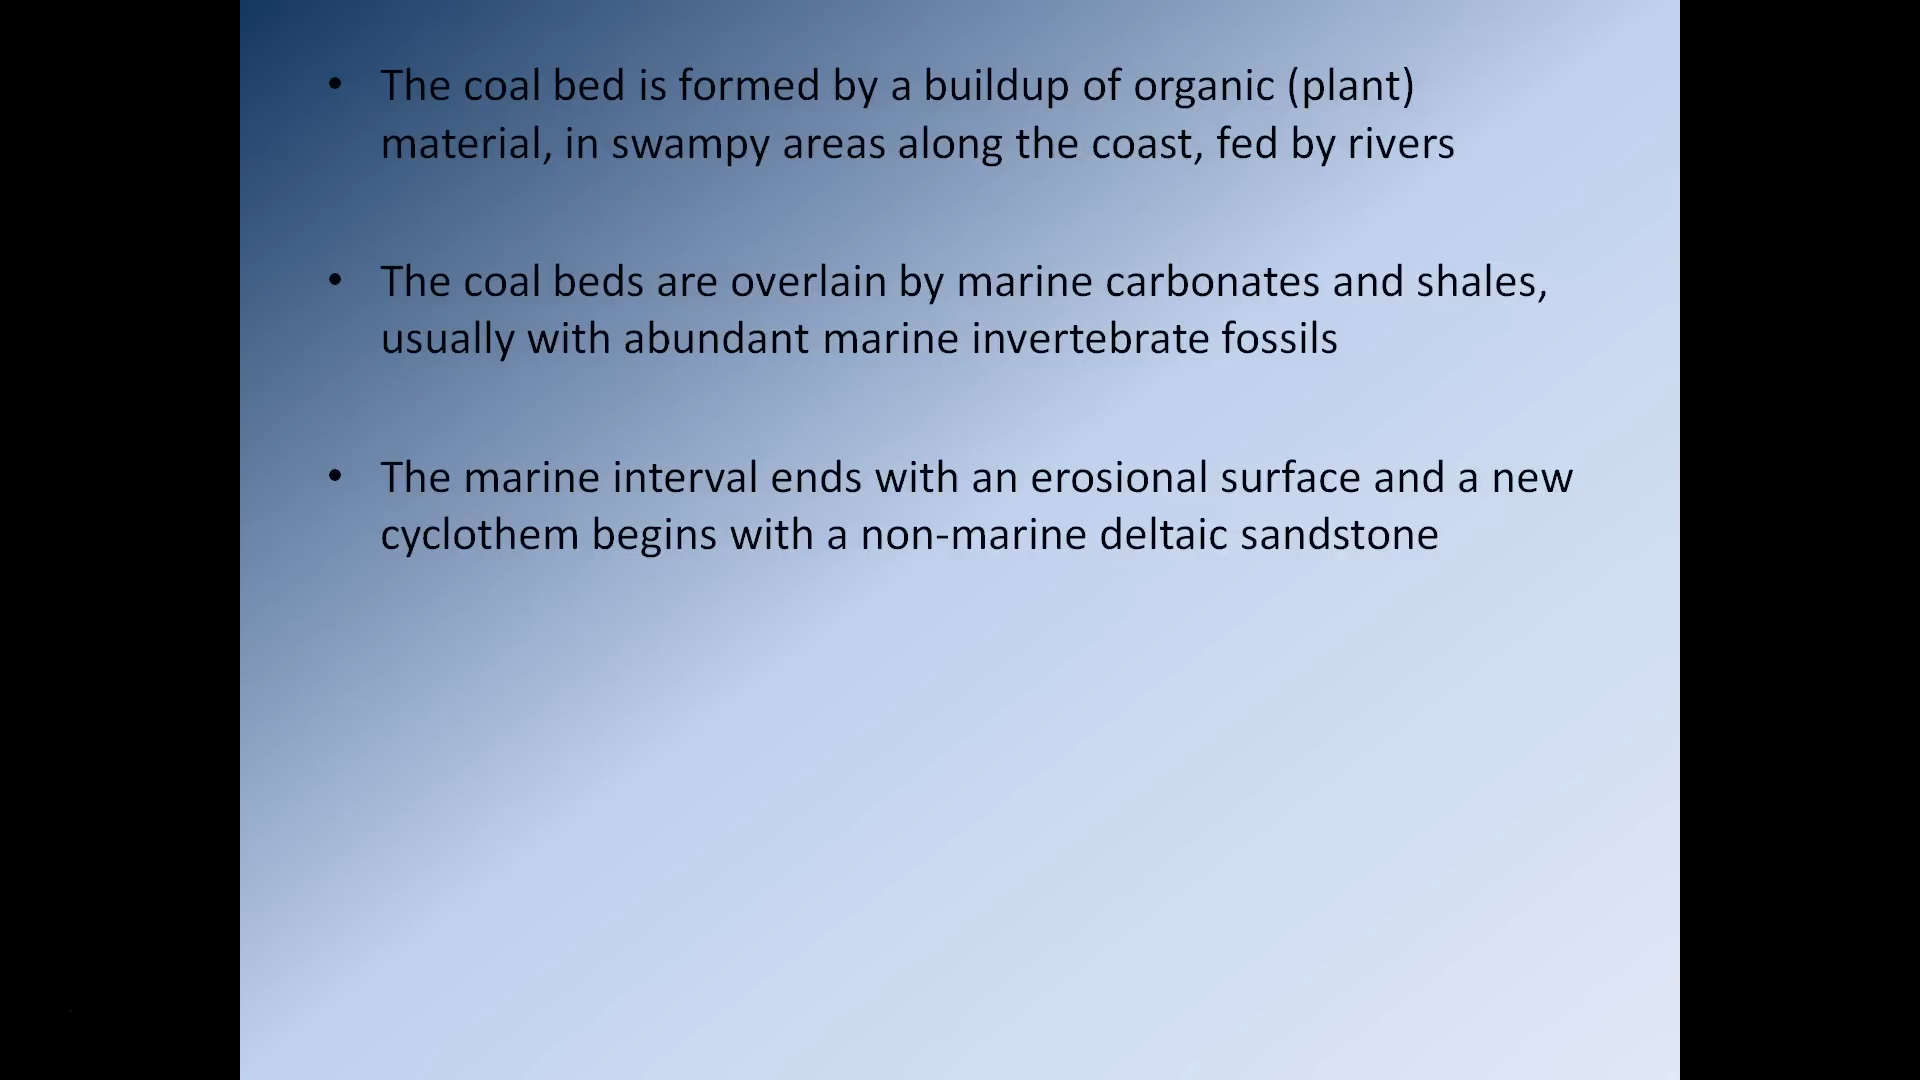 • The coal bed is formed by a buildup of organic (plant)
material, in swampy areas along the coast, fed by rivers
• The coal beds are overlain by marine carbonates and shales,
usually with abundant marine invertebrate fossils
• The marine interval ends with an erosional surface and a new
cyclothem begins with a non-marine deltaic sandstone